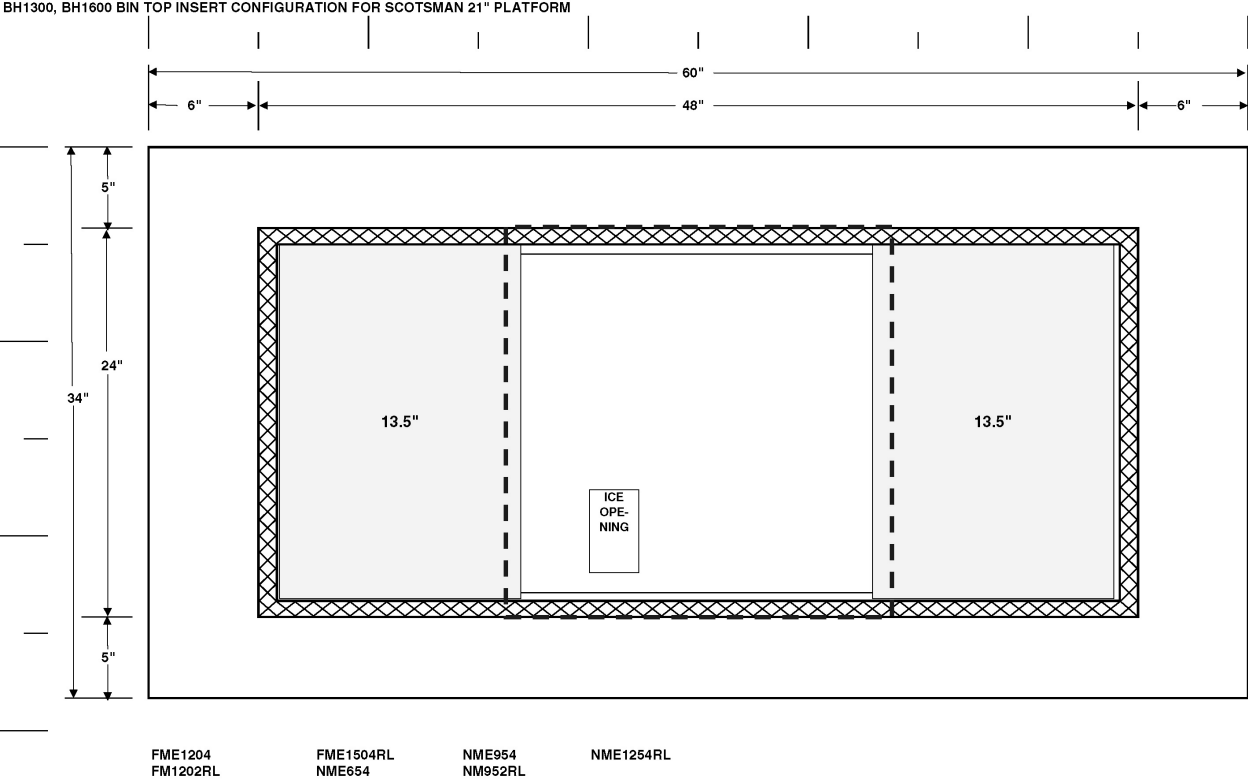 BH1300, BH1600 BIN TOP INSERT CONFIGURATION FOR SCOTSMAN 21" PLATFORM
60"
6" 48" 6"
5"
24"
34"
13.5" 13.5"
ICE
OPE-
NING
5"
FME1204 FME1504RL NME954 NME1254RL
FM1202RL NME654 NM952RL